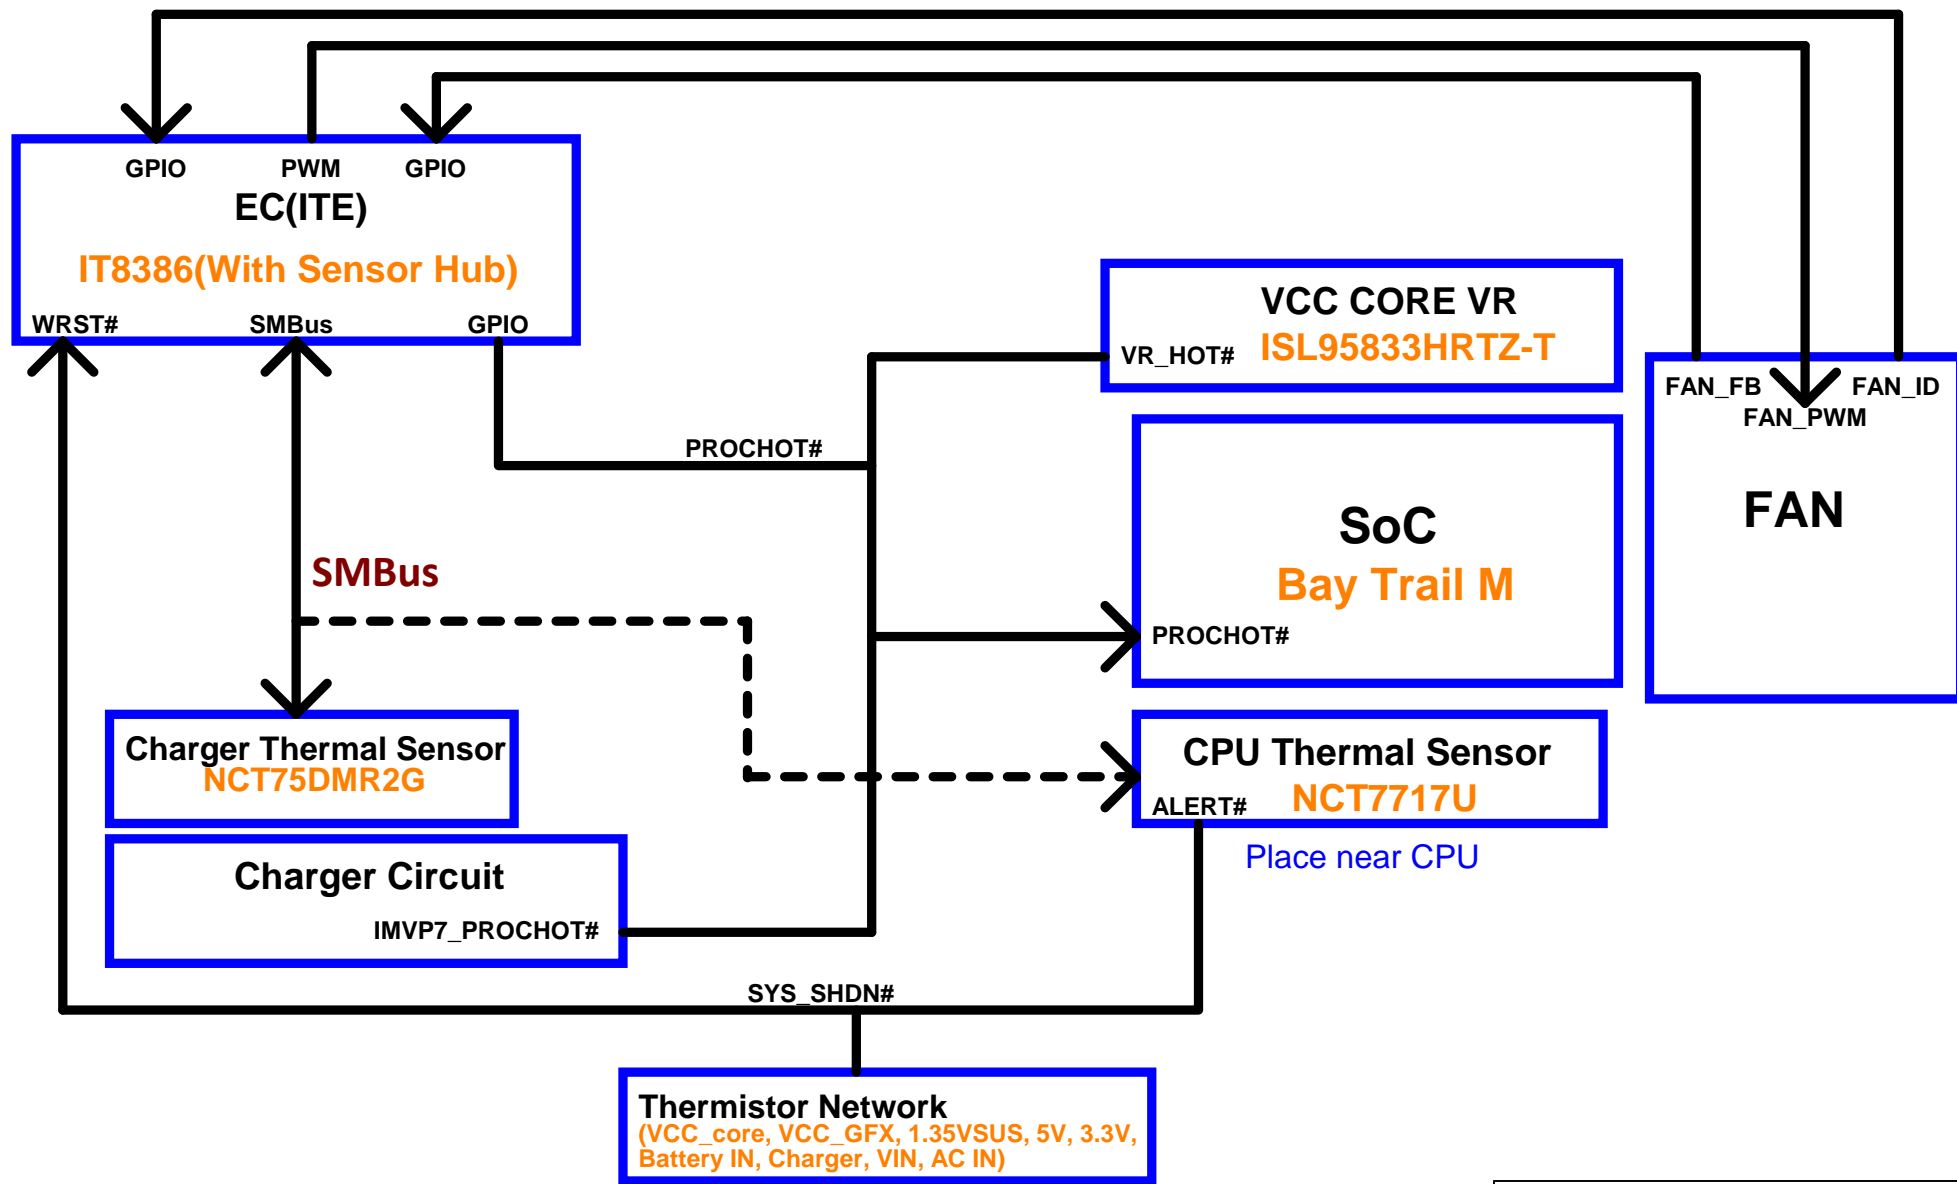 GPIO PWM GPIO
EC(ITE)
IT8386(With Sensor Hub)
WRST# SMBus GPIO
VCC CORE VR
VR_HOT# ISL95833HRTZ-T
FAN_FB FAN_ID
FAN_PWM
FAN
PROCHOT#
SoC
Bay Trail M
PROCHOT#
SMBus
Charger Thermal Sensor
NCT75DMR2G
CPU Thermal Sensor
NCT7717U
ALERT#
Place near CPU
Charger Circuit
IMVP7_PROCHOT#
SYS_SHDN#
Thermistor Network
(VCC_core, VCC_GFX, 1.35VSUS, 5V, 3.3V,
Battery IN, Charger, VIN, AC IN)